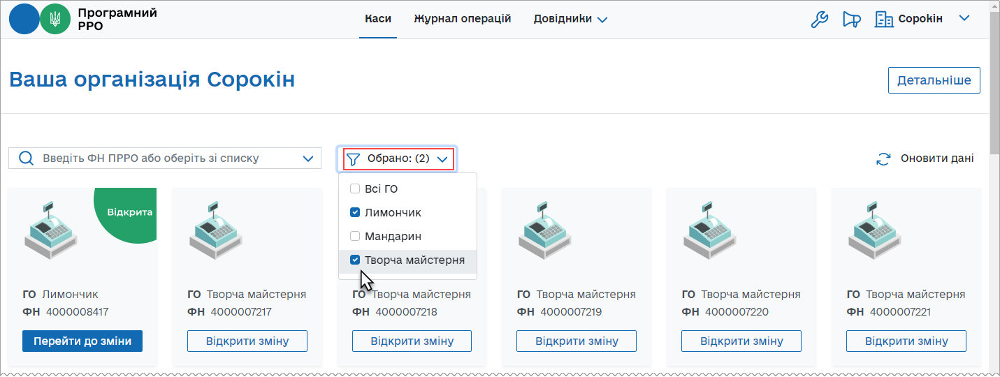 Програмний
РРО
Каси
Журнал операцій
Довідники
Сорокін
Ваша організація Сорокін
Детальніше
Введіть ФН ПРРО або оберіть зі списку
Обрано: (2)
Оновити дані
Всі ГО
Лимончик
Мандарин
Творча майстерня
Відкрита
ГО Лимончик
ФН 4000008417
Перейти до зміни
ГО Творча майстерня
ФН 4000007217
Відкрити зміну
ГО Творча майстерня
ФН 4000007218
Відкрити зміну
ГО Творча майстерня
ФН 4000007219
Відкрити зміну
ГО Творча майстерня
ФН 4000007220
Відкрити зміну
ГО Творча майстерня
ФН 4000007221
Відкрити зміну